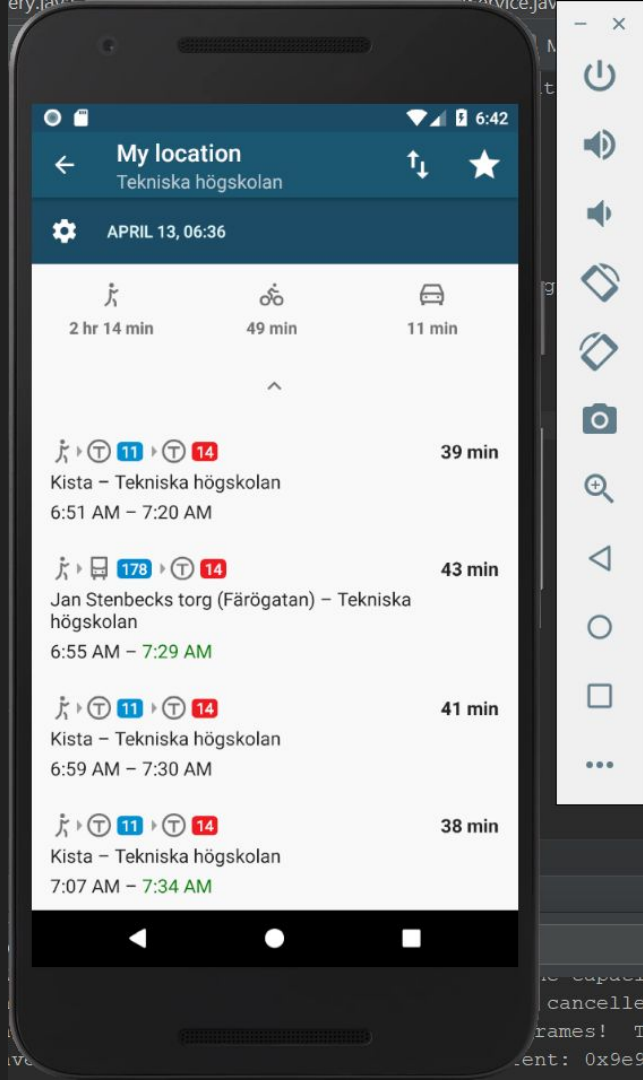 6:42
My location
Tekniska högskolan
APRIL 13, 06:36
2 hr 14 min 49 min 11 min
T 11 T 14 39 min
Kista – Tekniska högskolan
6:51 AM – 7:20 AM
178 T 14 43 min
Jan Stenbecks torg (Färögatan) – Tekniska
högskolan
6:55 AM – 7:29 AM
T 11 T 14 41 min
Kista – Tekniska högskolan
6:59 AM – 7:30 AM
T 11 T 14 38 min
Kista – Tekniska högskolan
7:07 AM – 7:34 AM
cancelle
rames! T
ent: 0x9e9